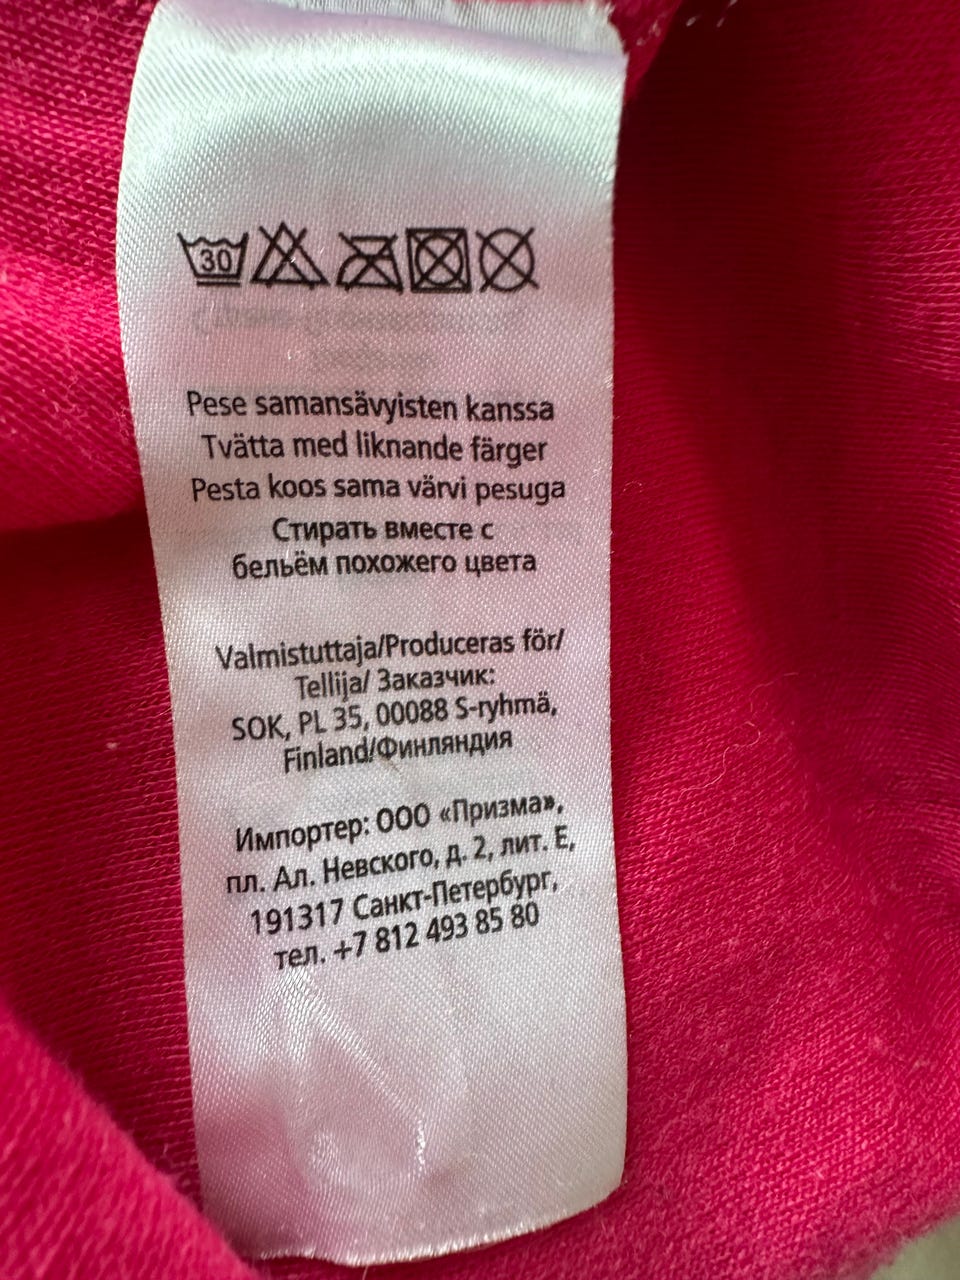 30
Pese samansävyisten kanssa
Tvätta med liknande färger
Pesta koos sama värvi pesuga
Стирать вместе с
бельём похожего цвета
Valmistuttaja/Produceras för/
Tellija/ Заказчик:
SOK, PL 35, 00088 S-ryhmä,
Finland/Финляндия
Импортер: ООО «Призма»,
пл. Ал. Невского, д. 2, лит. Е,
191317 Санкт-Петербург,
тел. +7 812 493 85 80